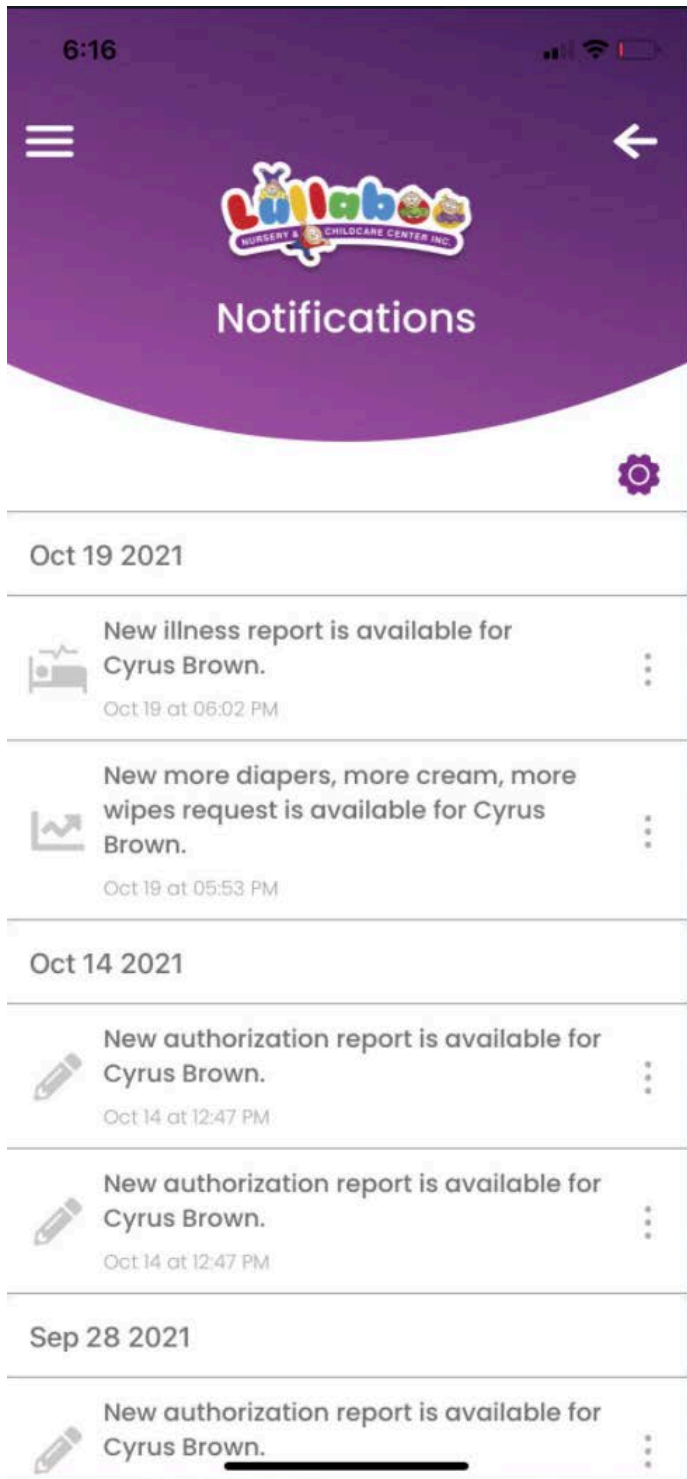 6:16
Lullaboo
NURSERY & CHILDCARE CENTER INC.
Notifications
Oct 19 2021
New illness report is available for
Cyrus Brown.
Oct 19 at 06:02 PM
New more diapers, more cream, more
wipes request is available for Cyrus
Brown.
Oct 19 at 05:53 PM
Oct 14 2021
New authorization report is available for
Cyrus Brown.
Oct 14 at 12:47 PM
New authorization report is available for
Cyrus Brown.
Oct 14 at 12:47 PM
Sep 28 2021
New authorization report is available for
Cyrus Brown.